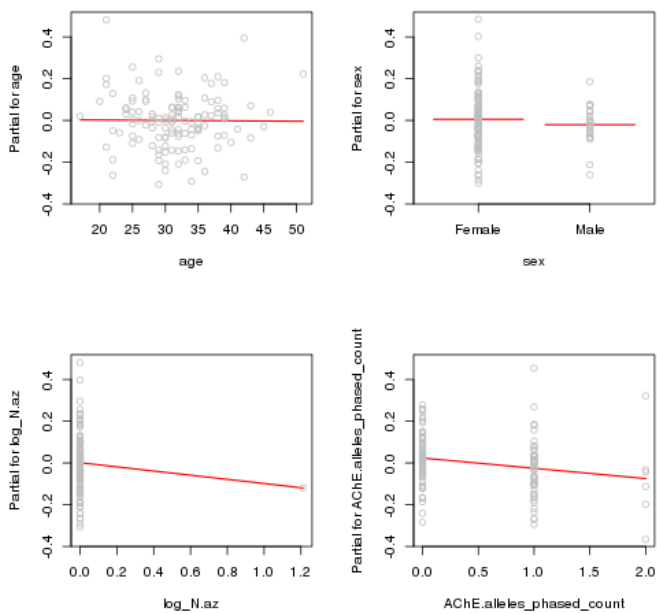 Partial for age
0.4
0.2
0.0
-0.2
-0.4
20 25 30 35 40 45 50
age
Partial for sex
0.4
0.2
0.0
-0.2
-0.4
Female Male
sex
Partial for log_N.az
0.4
0.2
0.0
-0.2
-0.4
0.0 0.2 0.4 0.6 0.8 1.0 1.2
log_N.az
Partial for AChE.alleles_phased_count
0.4
0.2
0.0
-0.2
-0.4
0.0 0.5 1.0 1.5 2.0
AChE.alleles_phased_count